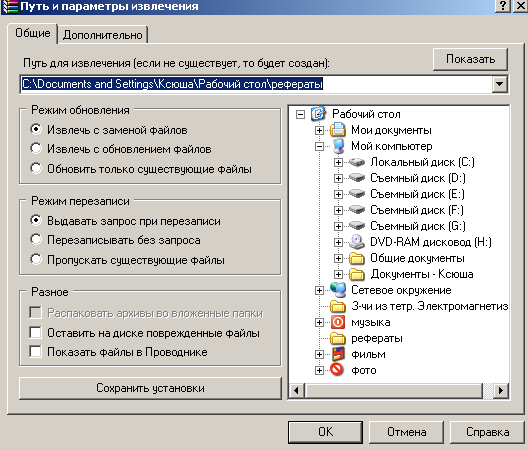 Путь и параметры извлечения
Общие
Дополнительно
Путь для извлечения (если не существует, то будет создан):
Показать
C:\Documents and Settings\Ксюша\Рабочий стол\рефераты
Режим обновления
Извлечь с заменой файлов
Извлечь с обновлением файлов
Обновить только существующие файлы
Режим перезаписи
Выдавать запрос при перезаписи
Перезаписывать без запроса
Пропускать существующие файлы
Разное
Распаковать архивы во вложенные папки
Оставить на диске поврежденные файлы
Показать файлы в Проводнике
Сохранить установки
Рабочий стол
Мои документы
Мой компьютер
Локальный диск (C:)
Съемный диск (D:)
Съемный диск (E:)
Съемный диск (F:)
Съемный диск (G:)
DVD-RAM дисковод (H:)
Общие документы
Документы - Ксюша
Сетевое окружение
3-чи из тетр. Электромагнетиз
музыка
рефераты
фильм
фото
OK
Отмена
Справка